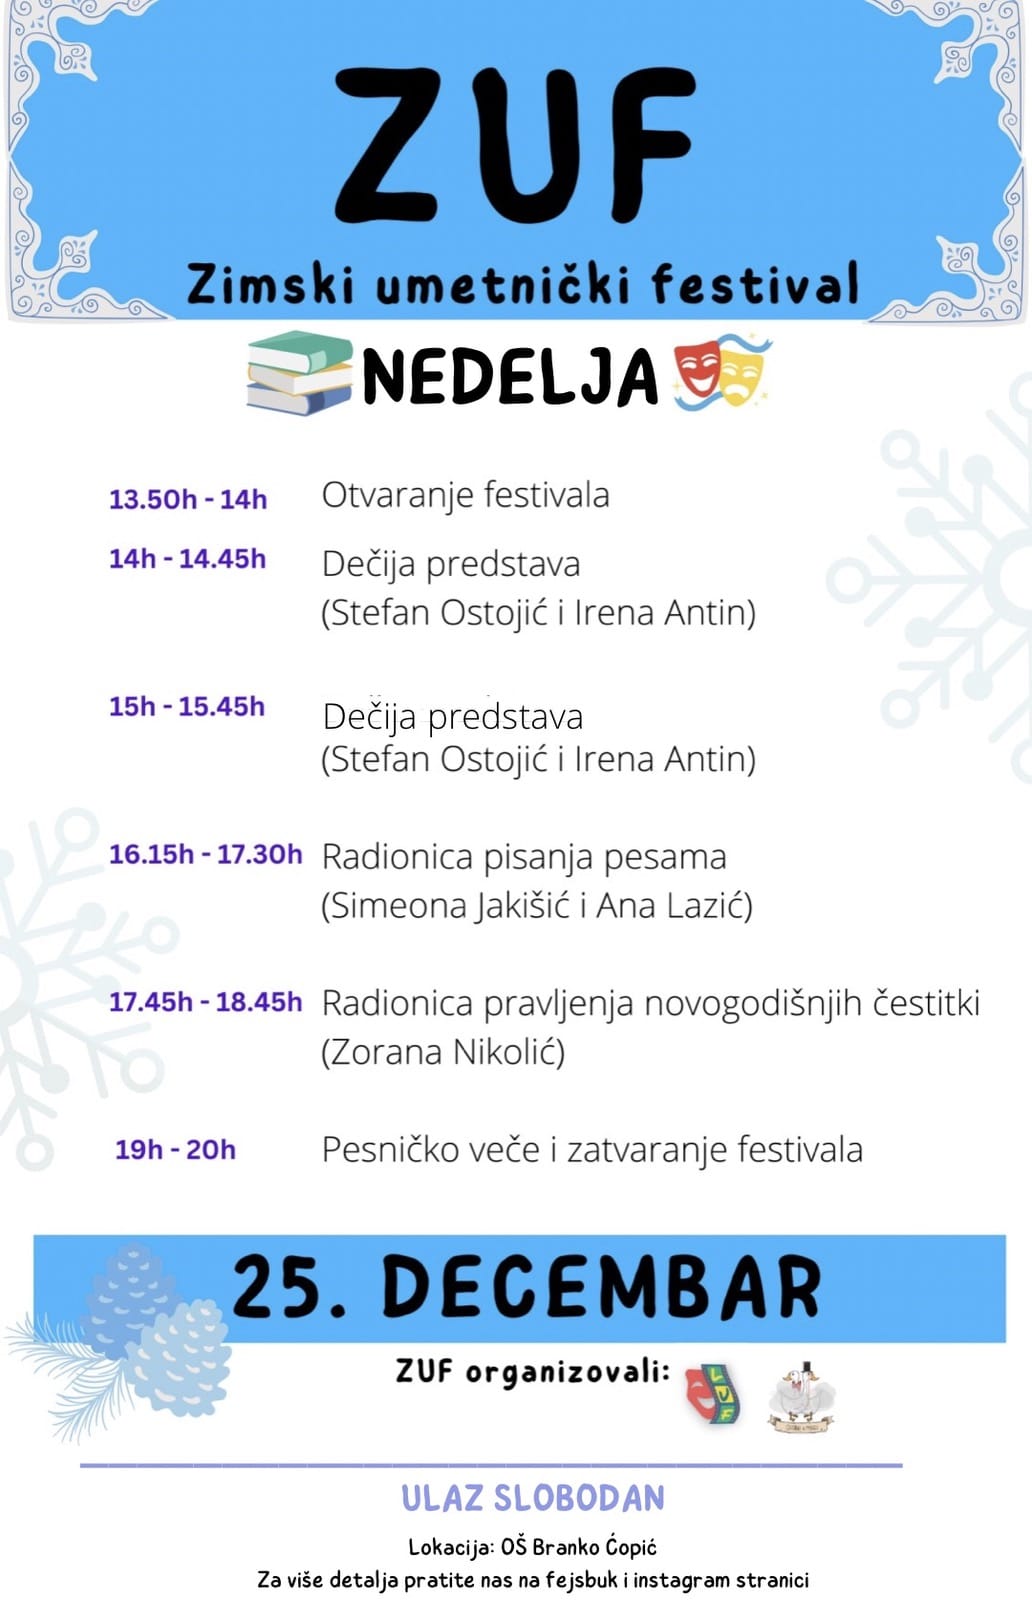 ZUF
Zimski umetnički festival
NEDELJA
13.50h - 14h Otvaranje festivala
14h - 14.45h Dečija predstava
(Stefan Ostojić i Irena Antin)
15h - 15.45h Dečija predstava
(Stefan Ostojić i Irena Antin)
16.15h - 17.30h Radionica pisanja pesama
(Simeona Jakišić i Ana Lazić)
17.45h - 18.45h Radionica pravljenja novogodišnjih čestitki
(Zorana Nikolić)
19h - 20h Pesničko veče i zatvaranje festivala
25. DECEMBAR
ZUF organizovali:
LUF
ULAZ SLOBODAN
Lokacija: OŠ Branko Ćopić
Za više detalja pratite nas na fejsbuk i instagram stranici